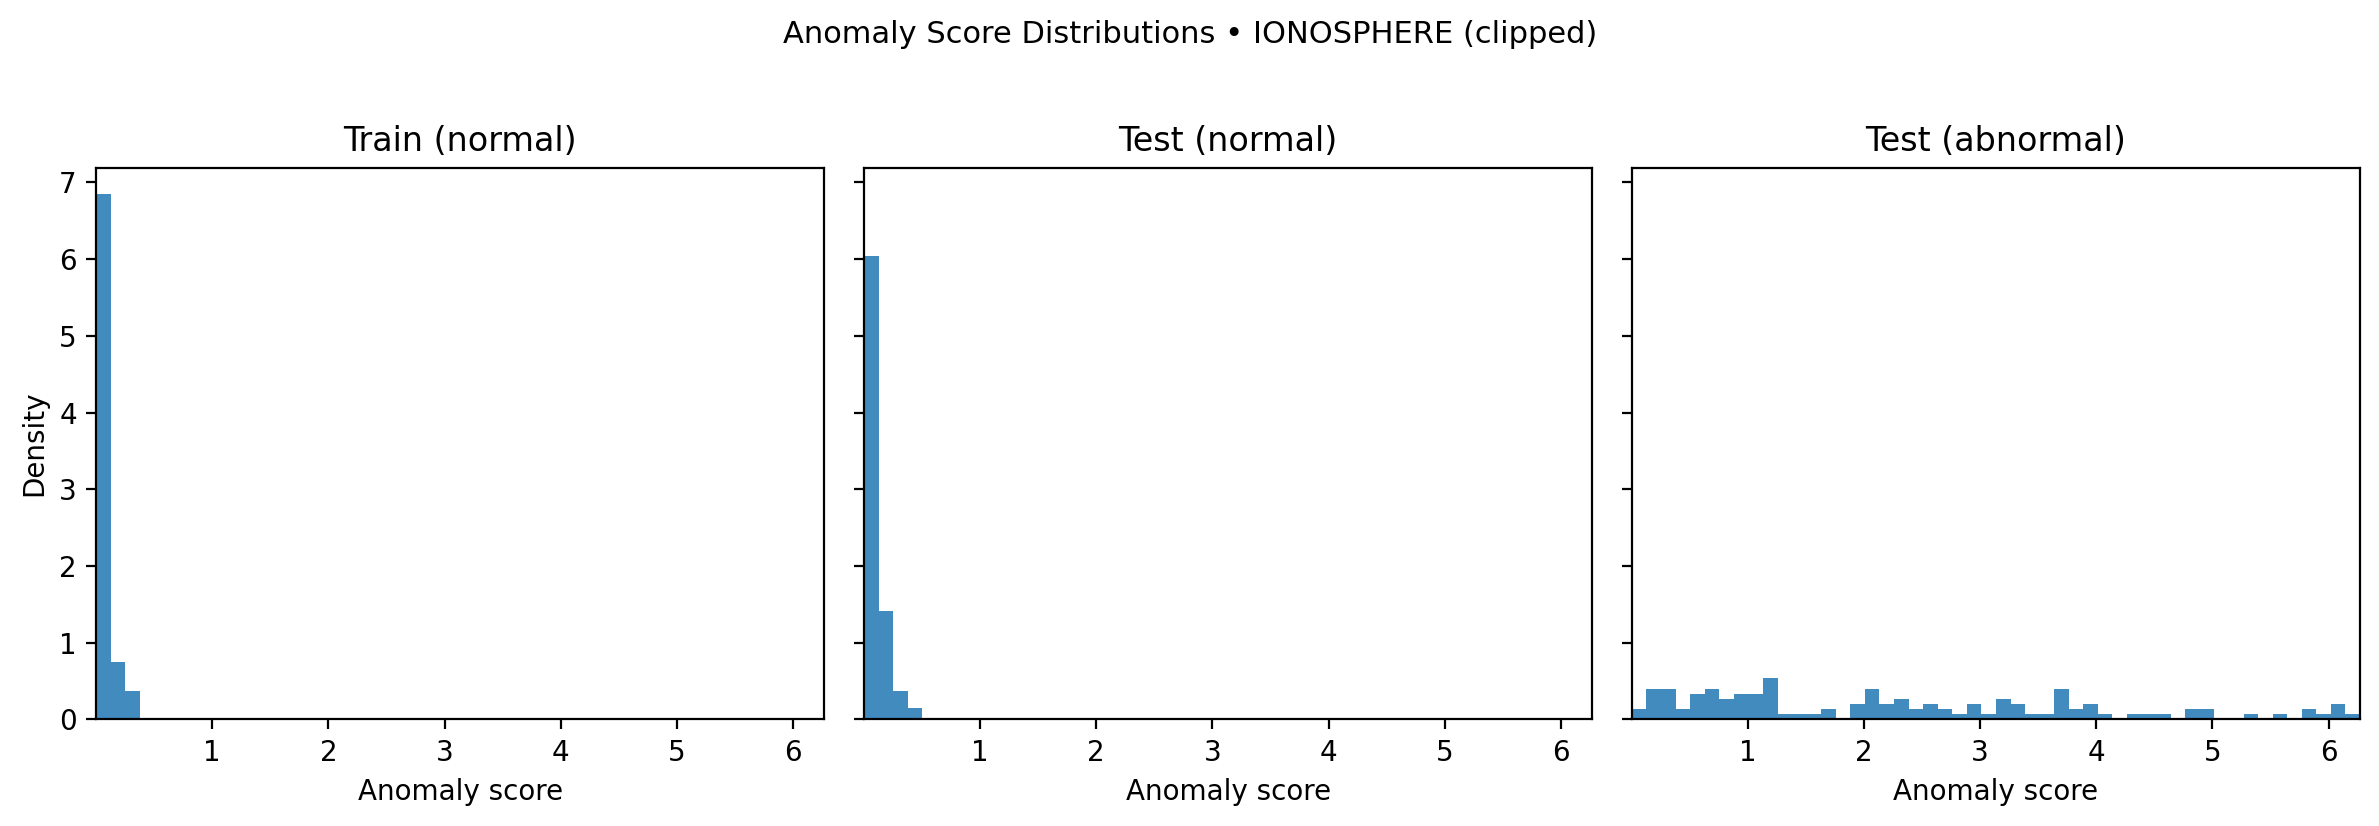 Anomaly Score Distributions • IONOSPHERE (clipped)
Train (normal)
Test (normal)
Test (abnormal)
Density
7
6
5
4
3
2
1
0
1 2 3 4 5 6
1 2 3 4 5 6
1 2 3 4 5 6
Anomaly score
Anomaly score
Anomaly score